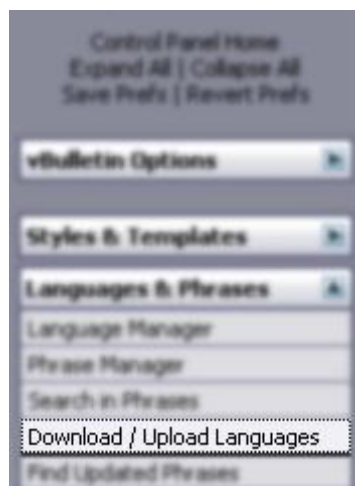 Control Panel Home
Expand All | Collapse All
Save Prefs | Revert Prefs
vBulletin Options
Styles & Templates
Languages & Phrases
Language Manager
Phrase Manager
Search in Phrases
Download / Upload Languages
Find Updated Phrases